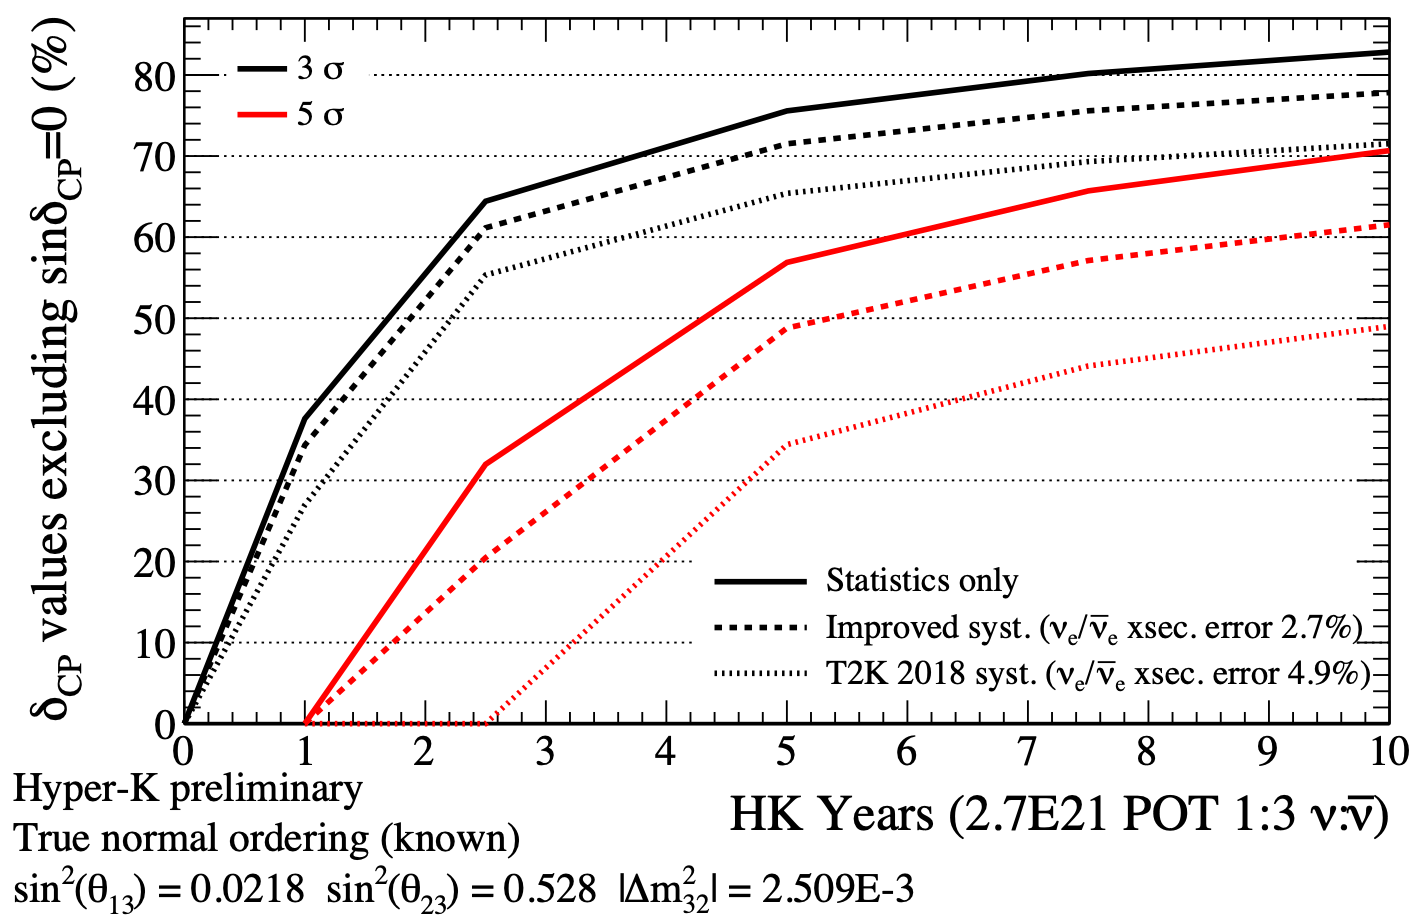 δCP values excluding sinδCP=0 (%)
3 σ
5 σ
80
70
60
50
40
30
20
10
0
Statistics only
Improved syst. (νe/ν̅e xsec. error 2.7%)
T2K 2018 syst. (νe/ν̅e xsec. error 4.9%)
0 1 2 3 4 5 6 7 8 9 10
HK Years (2.7E21 POT 1:3 ν:ν̅)
Hyper-K preliminary
True normal ordering (known)
sin²(θ₁₃) = 0.0218 sin²(θ₂₃) = 0.528 |Δm²₃₂| = 2.509E-3